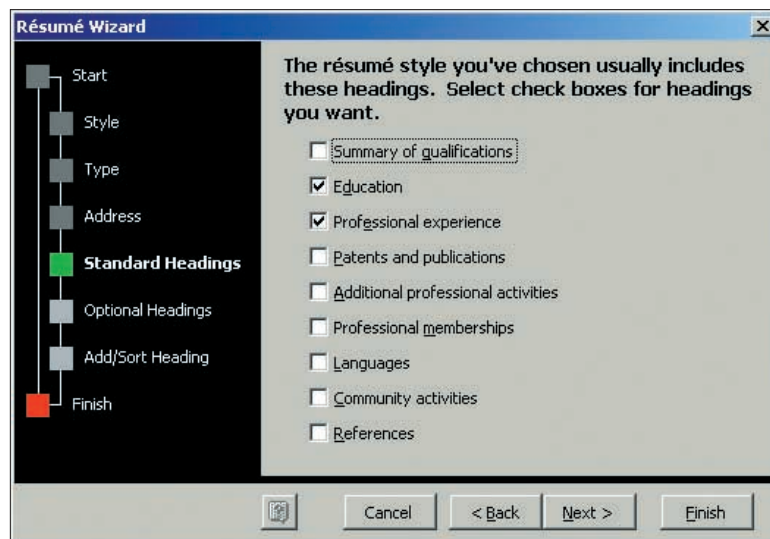 Résumé Wizard
Start
Style
Type
Address
Standard Headings
Optional Headings
Add/Sort Heading
Finish
The résumé style you've chosen usually includes
these headings. Select check boxes for headings
you want.
Summary of qualifications
Education
Professional experience
Patents and publications
Additional professional activities
Professional memberships
Languages
Community activities
References
Cancel
< Back
Next >
Finish